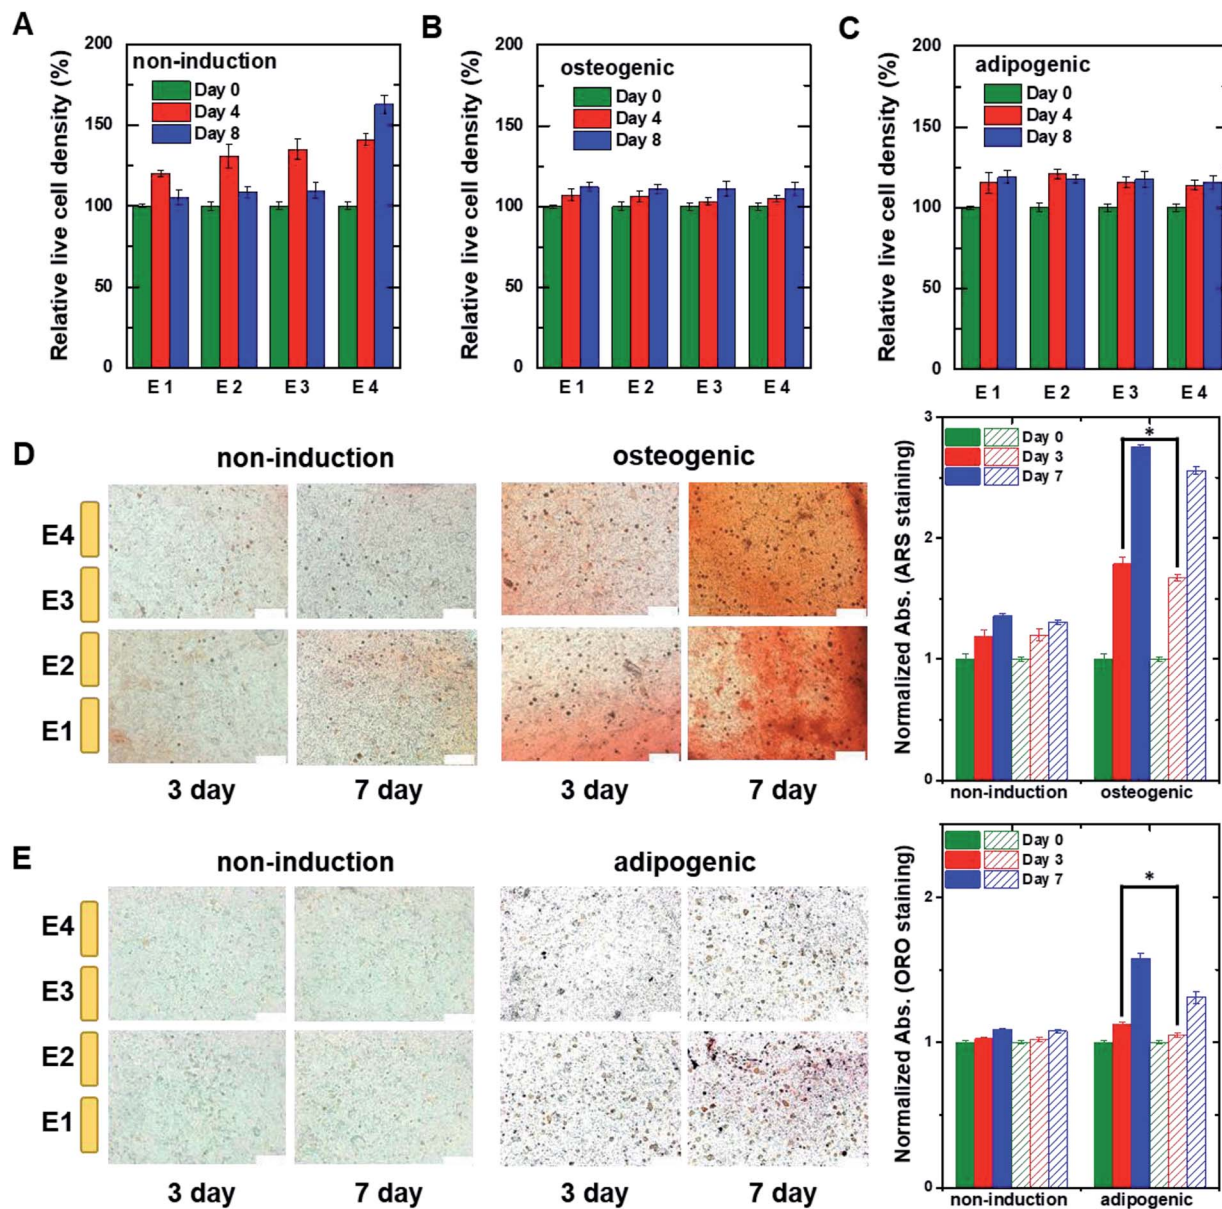 A
Relative live cell density (%)
200
150
100
50
0
non-induction
Day 0
Day 4
Day 8
E 1 E 2 E 3 E 4
B
Relative live cell density (%)
200
150
100
50
0
osteogenic
Day 0
Day 4
Day 8
E 1 E 2 E 3 E 4
C
Relative live cell density (%)
200
150
100
50
0
adipogenic
Day 0
Day 4
Day 8
E 1 E 2 E 3 E 4
D
non-induction osteogenic
E4
E3
E2
E1
3 day 7 day 3 day 7 day
Normalized Abs. (ARS staining)
3
2
1
0
Day 0
Day 3
Day 7
*
non-induction osteogenic
E
non-induction adipogenic
E4
E3
E2
E1
3 day 7 day 3 day 7 day
Normalized Abs. (ORO staining)
2
1
0
Day 0
Day 3
Day 7
*
non-induction adipogenic